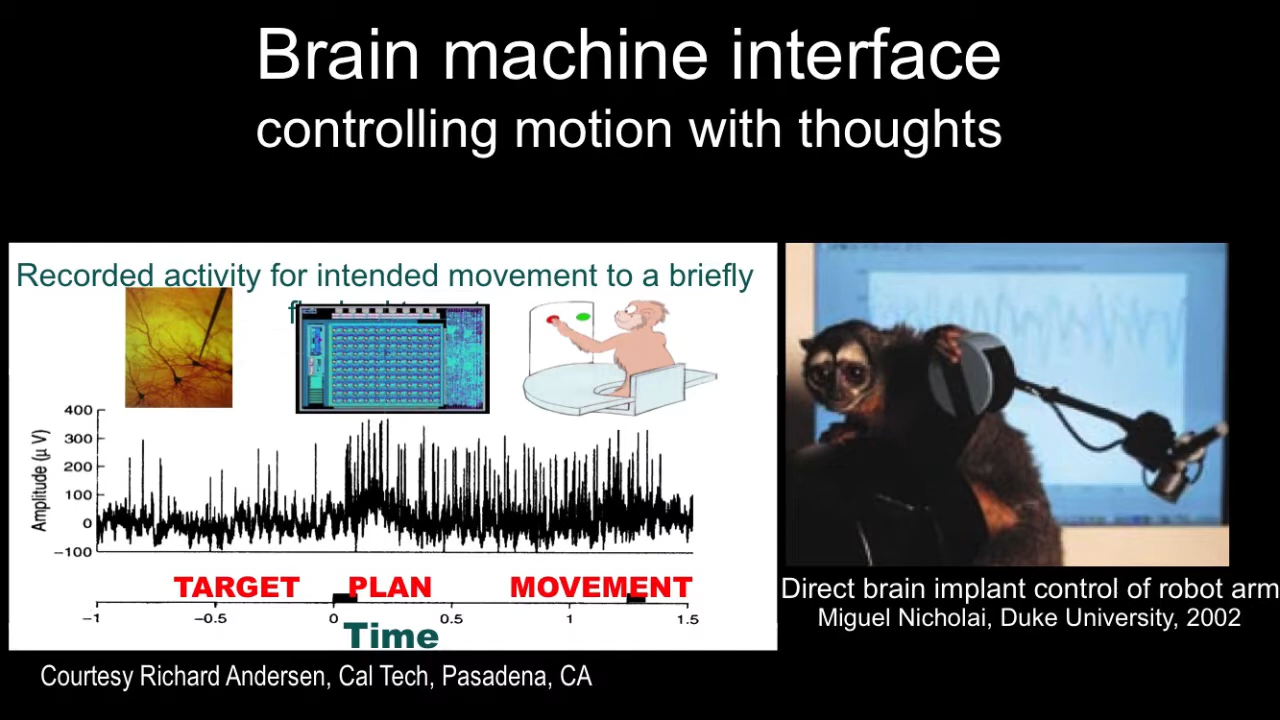 Brain machine interface
controlling motion with thoughts
Recorded activity for intended movement to a briefly
400
300
200
100
0
−100
Amplitude (μ V)
TARGET PLAN MOVEMENT
−1 −0.5 0 0.5 1 1.5
Time
Courtesy Richard Andersen, Cal Tech, Pasadena, CA
Direct brain implant control of robot arm
Miguel Nicholai, Duke University, 2002